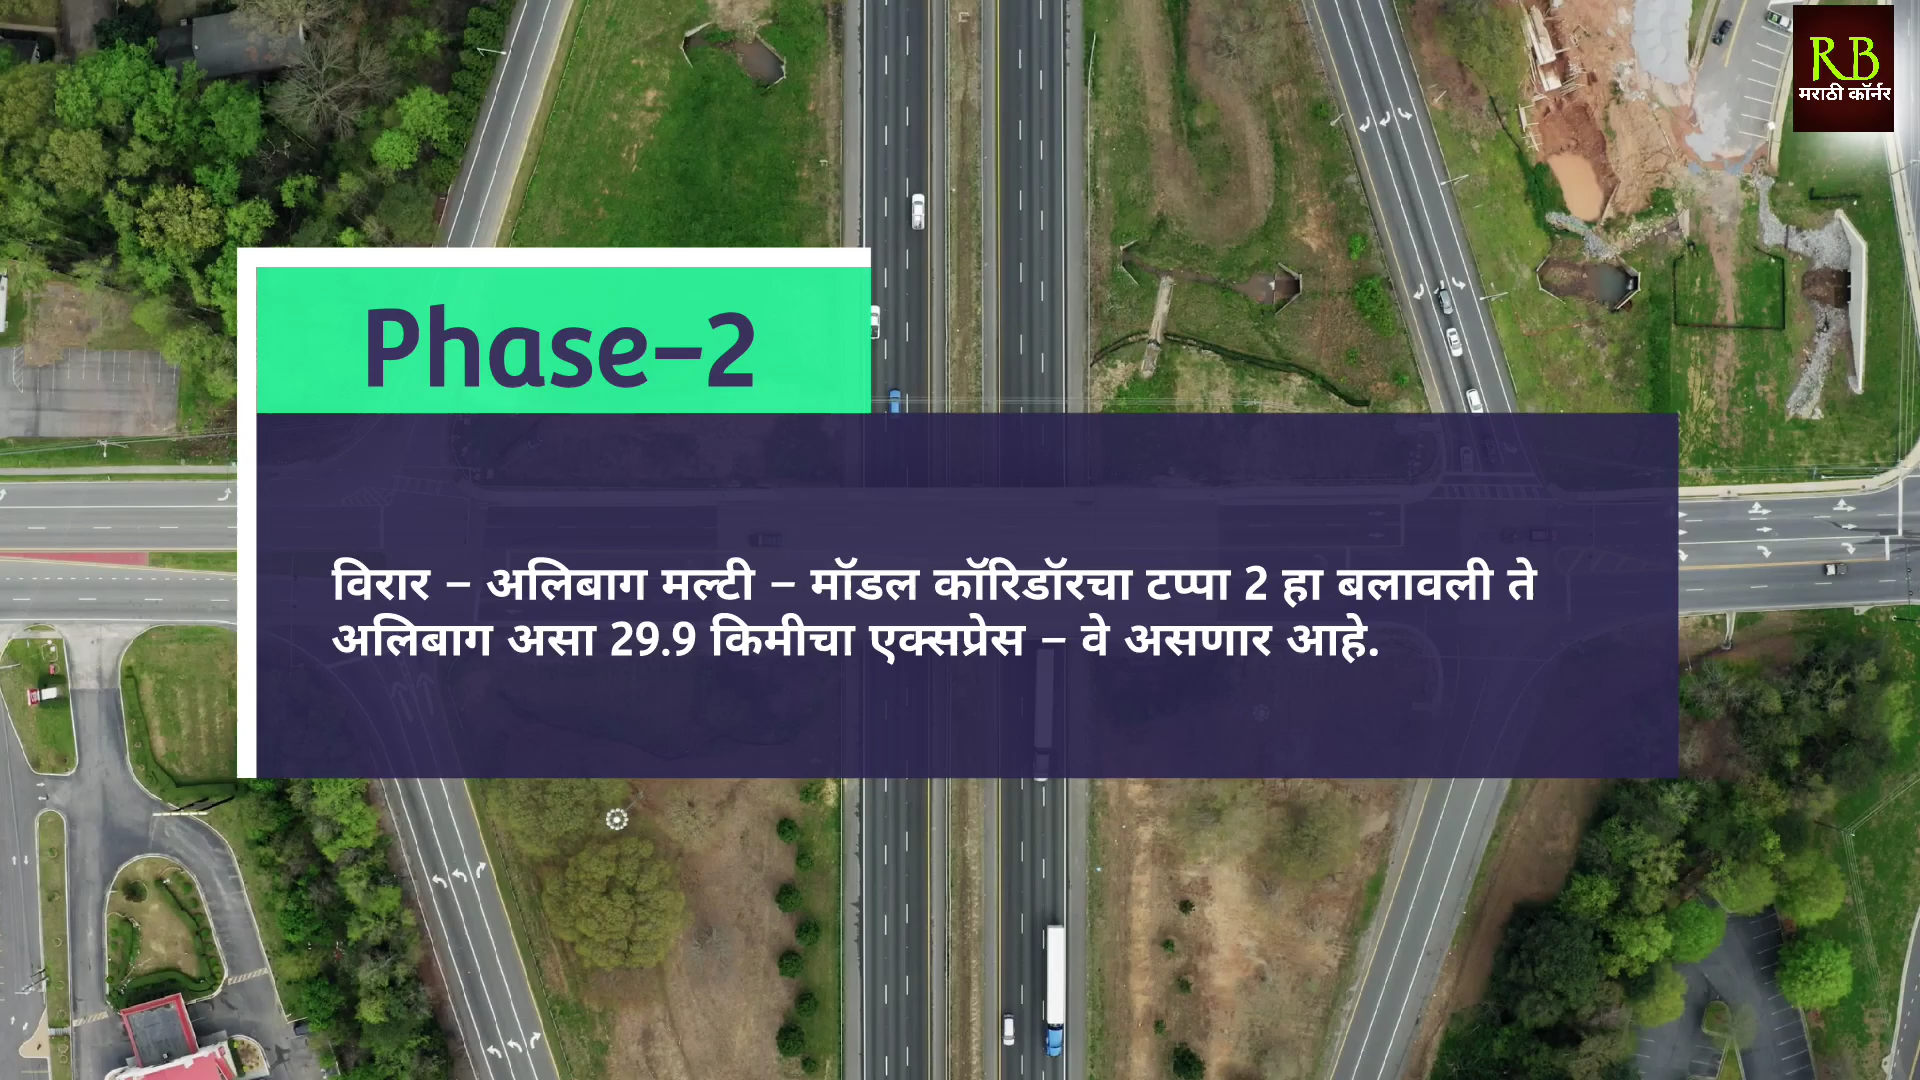 RB
मराठी कॉर्नर
Phase-2
विरार – अलिबाग मल्टी – मॉडल कॉरिडॉरचा टप्पा 2 हा बलावली ते
अलिबाग असा 29.9 किमीचा एक्सप्रेस – वे असणार आहे.